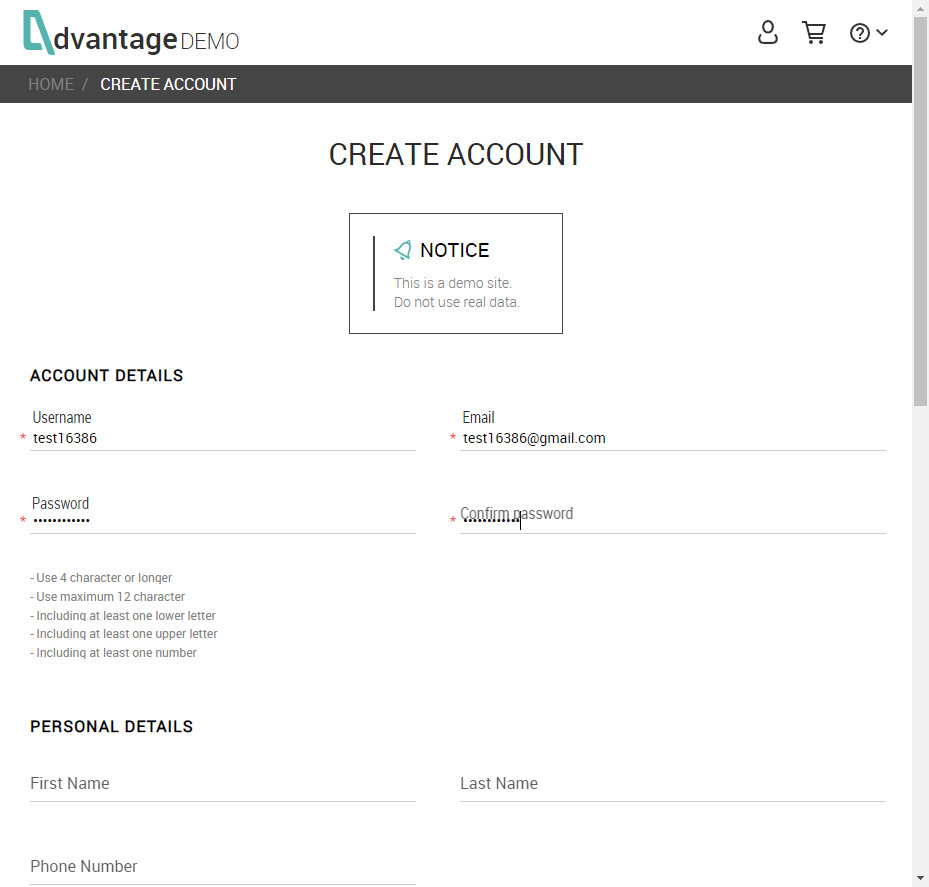 dvantage DEMO
HOME / CREATE ACCOUNT
CREATE ACCOUNT
NOTICE
This is a demo site.
Do not use real data.
ACCOUNT DETAILS
Username
Email
* test16386
* test16386@gmail.com
Password
Confirm password
* ••••••••••••
* ••••••••••••
- Use 4 character or longer
- Use maximum 12 character
- Including at least one lower letter
- Including at least one upper letter
- Including at least one number
PERSONAL DETAILS
First Name
Last Name
Phone Number